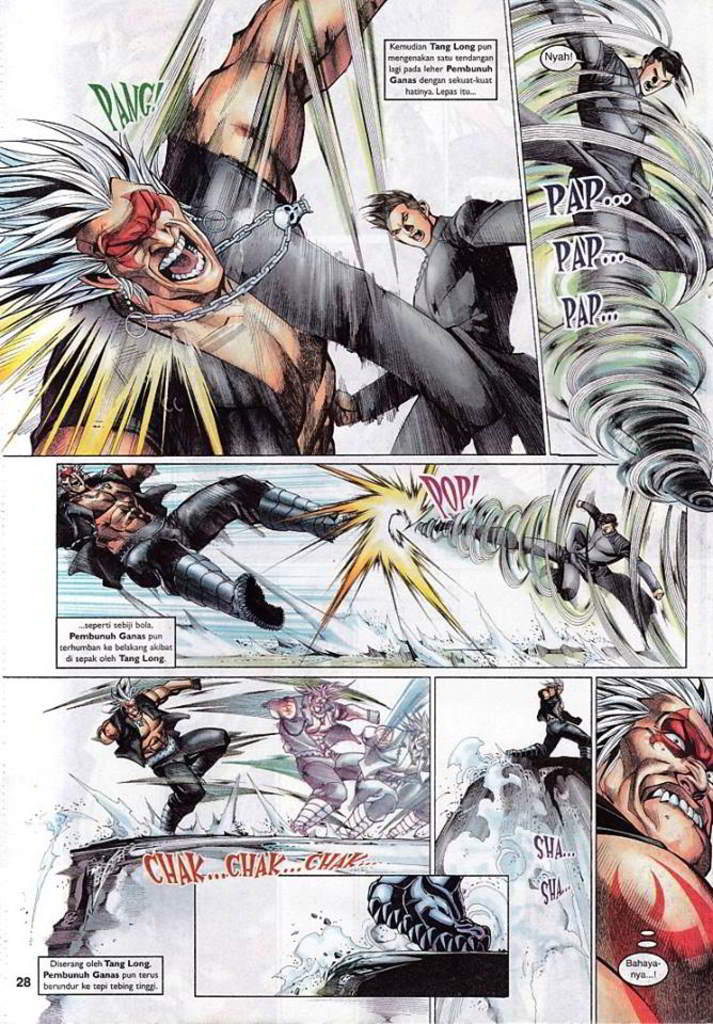 Kemudian Tang Long pun
mengenakan satu tendangan
lagi pada leher Pembunuh
Ganas dengan sekuat-kuat
hatinya. Lepas itu...
PANG!
Nyah!
PAP...
PAP...
PAP...
POP!
...seperti sebiji bola,
Pembunuh Ganas pun
terhumban ke belakang akibat
di sepak oleh Tang Long.
CHAK...CHAK...CHAK...
SHA...
SHA...
Bahaya-
nya...!
Diserang oleh Tang Long,
Pembunuh Ganas pun terus
berundur ke tepi tebing tinggi.
28